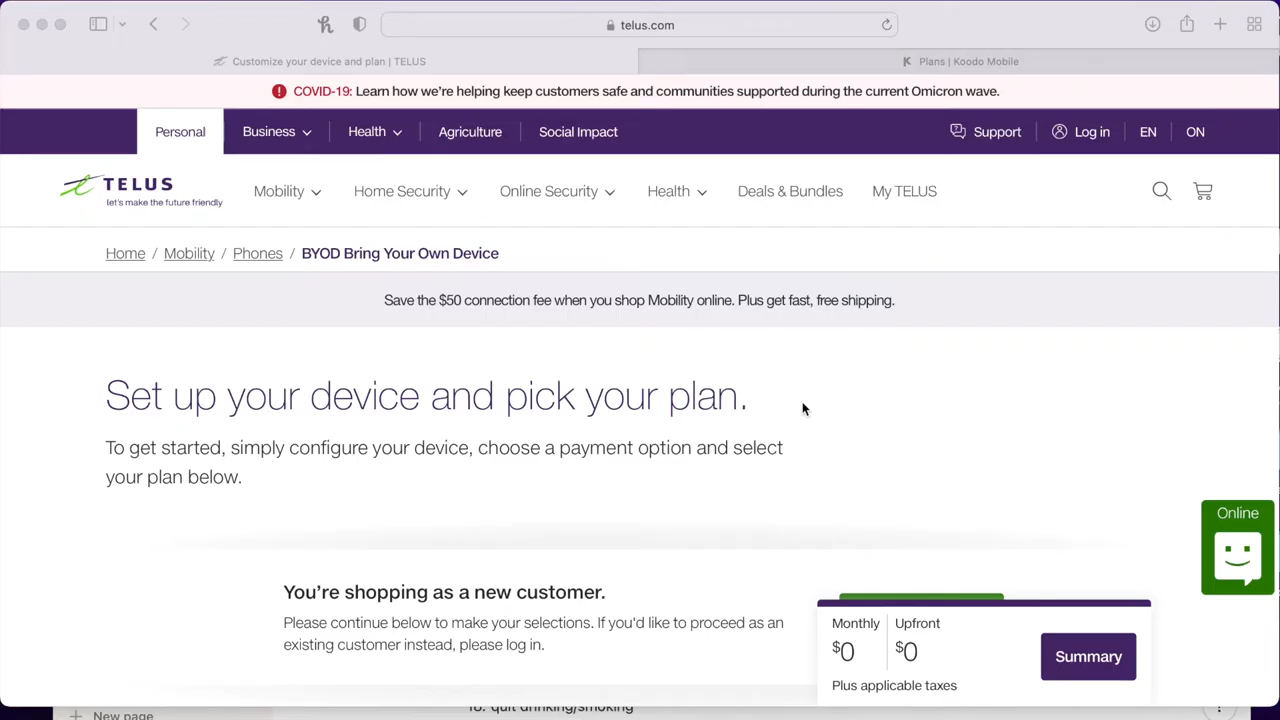 telus.com
Customize your device and plan | TELUS
Plans | Koodo Mobile
COVID-19: Learn how we're helping keep customers safe and communities supported during the current Omicron wave.
Personal Business Health Agriculture Social Impact Support Log in EN ON
TELUS
let's make the future friendly
Mobility Home Security Online Security Health Deals & Bundles My TELUS
Home / Mobility / Phones / BYOD Bring Your Own Device
Save the $50 connection fee when you shop Mobility online. Plus get fast, free shipping.
Set up your device and pick your plan.
To get started, simply configure your device, choose a payment option and select
your plan below.
Online
You're shopping as a new customer.
Please continue below to make your selections. If you'd like to proceed as an
existing customer instead, please log in.
Monthly Upfront
$0 $0
Summary
Plus applicable taxes
New page
quit drinking/smoking